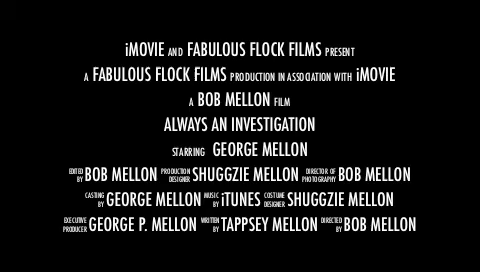 iMOVIE AND FABULOUS FLOCK FILMS PRESENT
A FABULOUS FLOCK FILMS PRODUCTION IN ASSOCIATION WITH iMOVIE
A BOB MELLON FILM
ALWAYS AN INVESTIGATION
STARRING GEORGE MELLON
EDITED BY BOB MELLON PRODUCTION DESIGNER SHUGGZIE MELLON DIRECTOR OF PHOTOGRAPHY BOB MELLON
CASTING BY GEORGE MELLON MUSIC BY iTUNES COSTUME DESIGNER SHUGGZIE MELLON
EXECUTIVE PRODUCER GEORGE P. MELLON WRITTEN BY TAPPSEY MELLON DIRECTED BY BOB MELLON